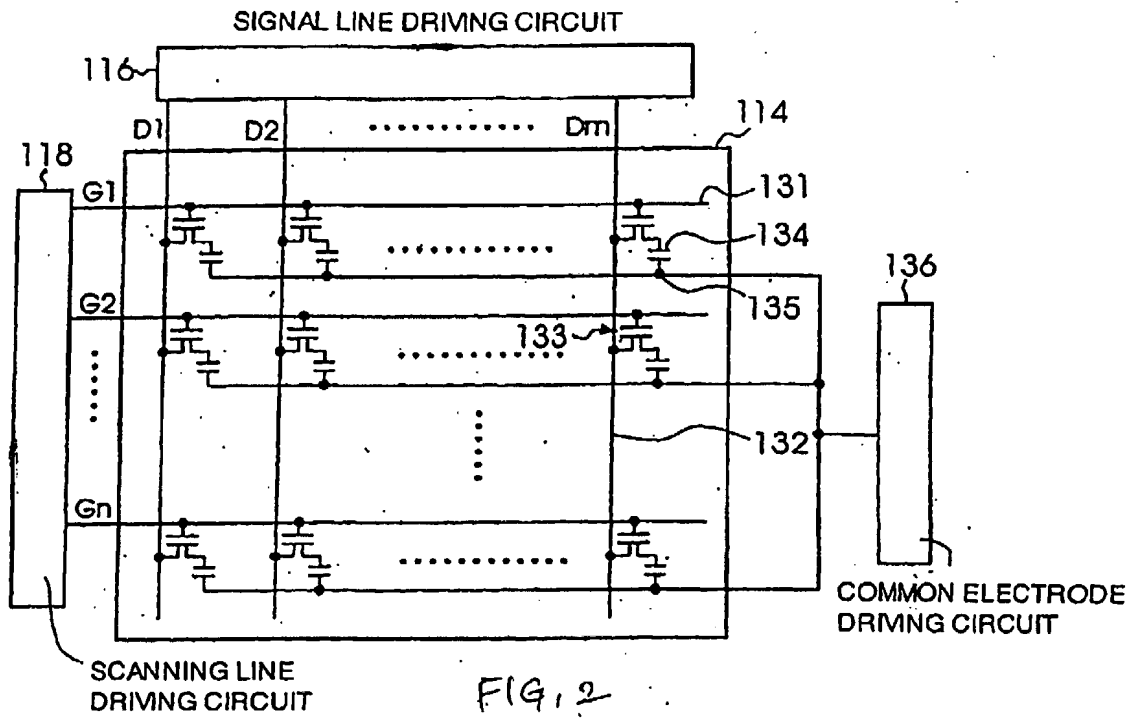 SIGNAL LINE DRIVING CIRCUIT
116
D1 D2 Dm
114
118
G1
131
134
136
135
G2
133
132
Gn
COMMON ELECTRODE
DRIVING CIRCUIT
SCANNING LINE
DRIVING CIRCUIT
FIG, 2